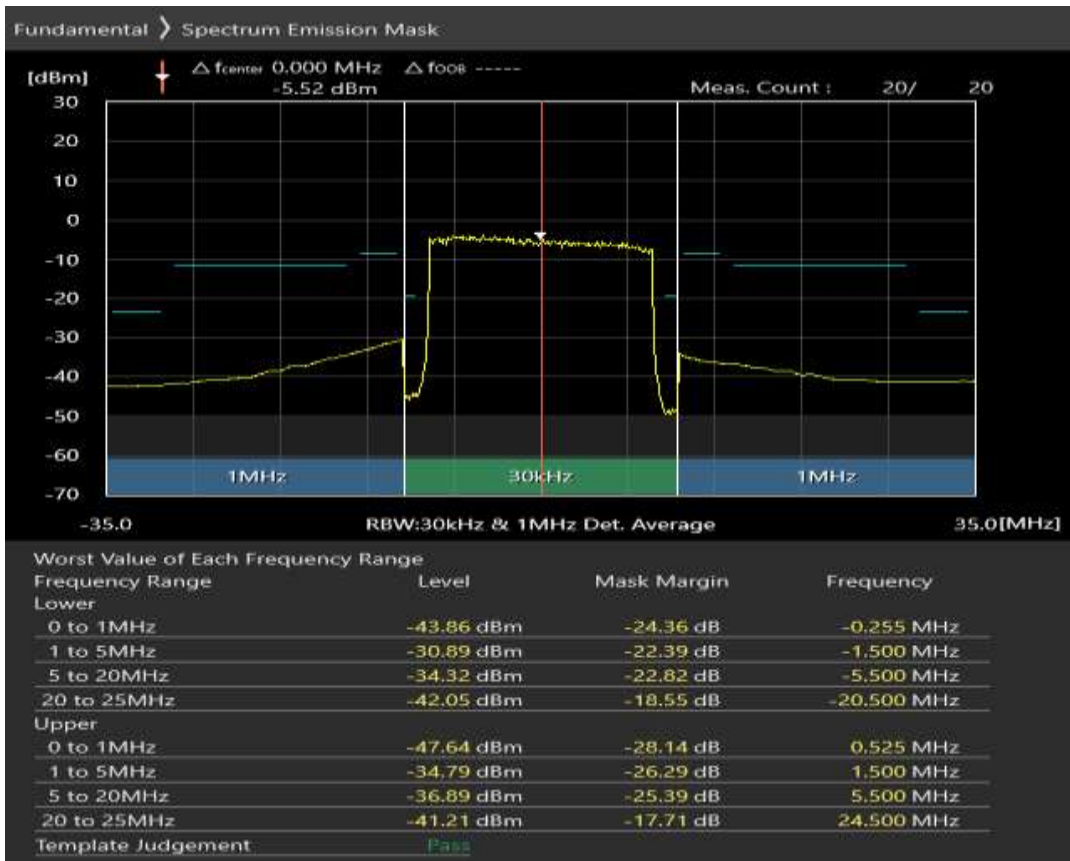 Fundamental ❯ Spectrum Emission Mask
△ fcenter 0.000 MHz △ fOOB -----
[dBm] -5.52 dBm Meas. Count : 20/ 20
30
20
10
0
-10
-20
-30
-40
-50
-60
1MHz 30kHz 1MHz
-70
-35.0 RBW:30kHz & 1MHz Det. Average 35.0[MHz]
Worst Value of Each Frequency Range
Frequency Range Level Mask Margin Frequency
Lower
0 to 1MHz -43.86 dBm -24.36 dB -0.255 MHz
1 to 5MHz -30.89 dBm -22.39 dB -1.500 MHz
5 to 20MHz -34.32 dBm -22.82 dB -5.500 MHz
20 to 25MHz -42.05 dBm -18.55 dB -20.500 MHz
Upper
0 to 1MHz -47.64 dBm -28.14 dB 0.525 MHz
1 to 5MHz -34.79 dBm -26.29 dB 1.500 MHz
5 to 20MHz -36.89 dBm -25.39 dB 5.500 MHz
20 to 25MHz -41.21 dBm -17.71 dB 24.500 MHz
Template Judgement Pass